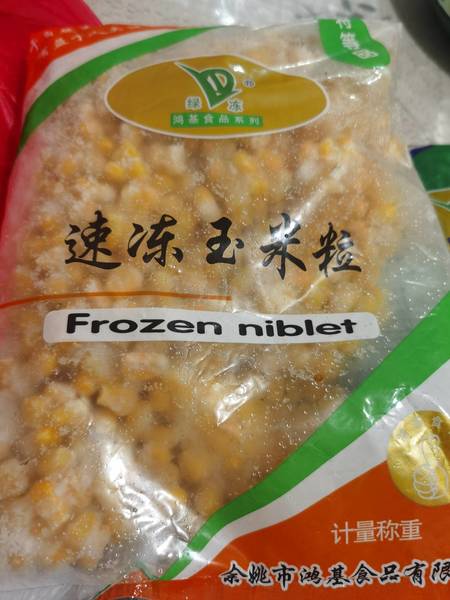 绿冻
鸿基食品系列
速冻玉米粒
Frozen niblet
计量称重
余姚市鸿基食品有限